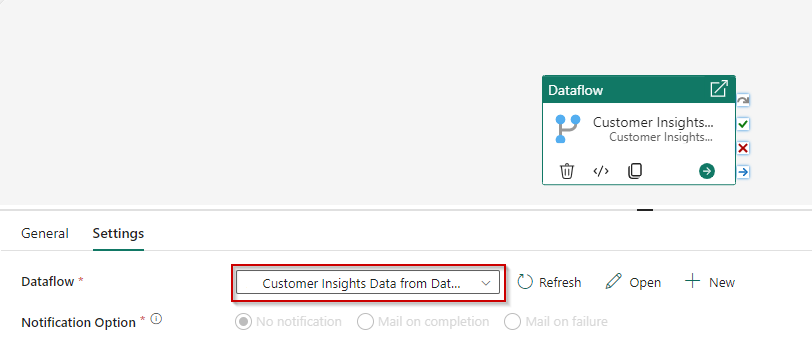 Dataflow
Customer Insights...
Customer Insights...
General Settings
Dataflow * Customer Insights Data from Dat... Refresh Open New
Notification Option * No notification Mail on completion Mail on failure